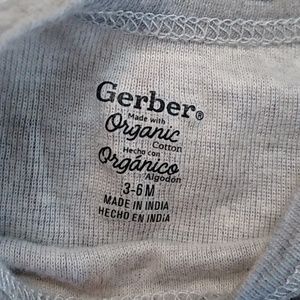 Gerber®
Made with
Organic
Cotton
Hecho con
Orgánico
Algodón
3-6M
MADE IN INDIA
HECHO EN INDIA